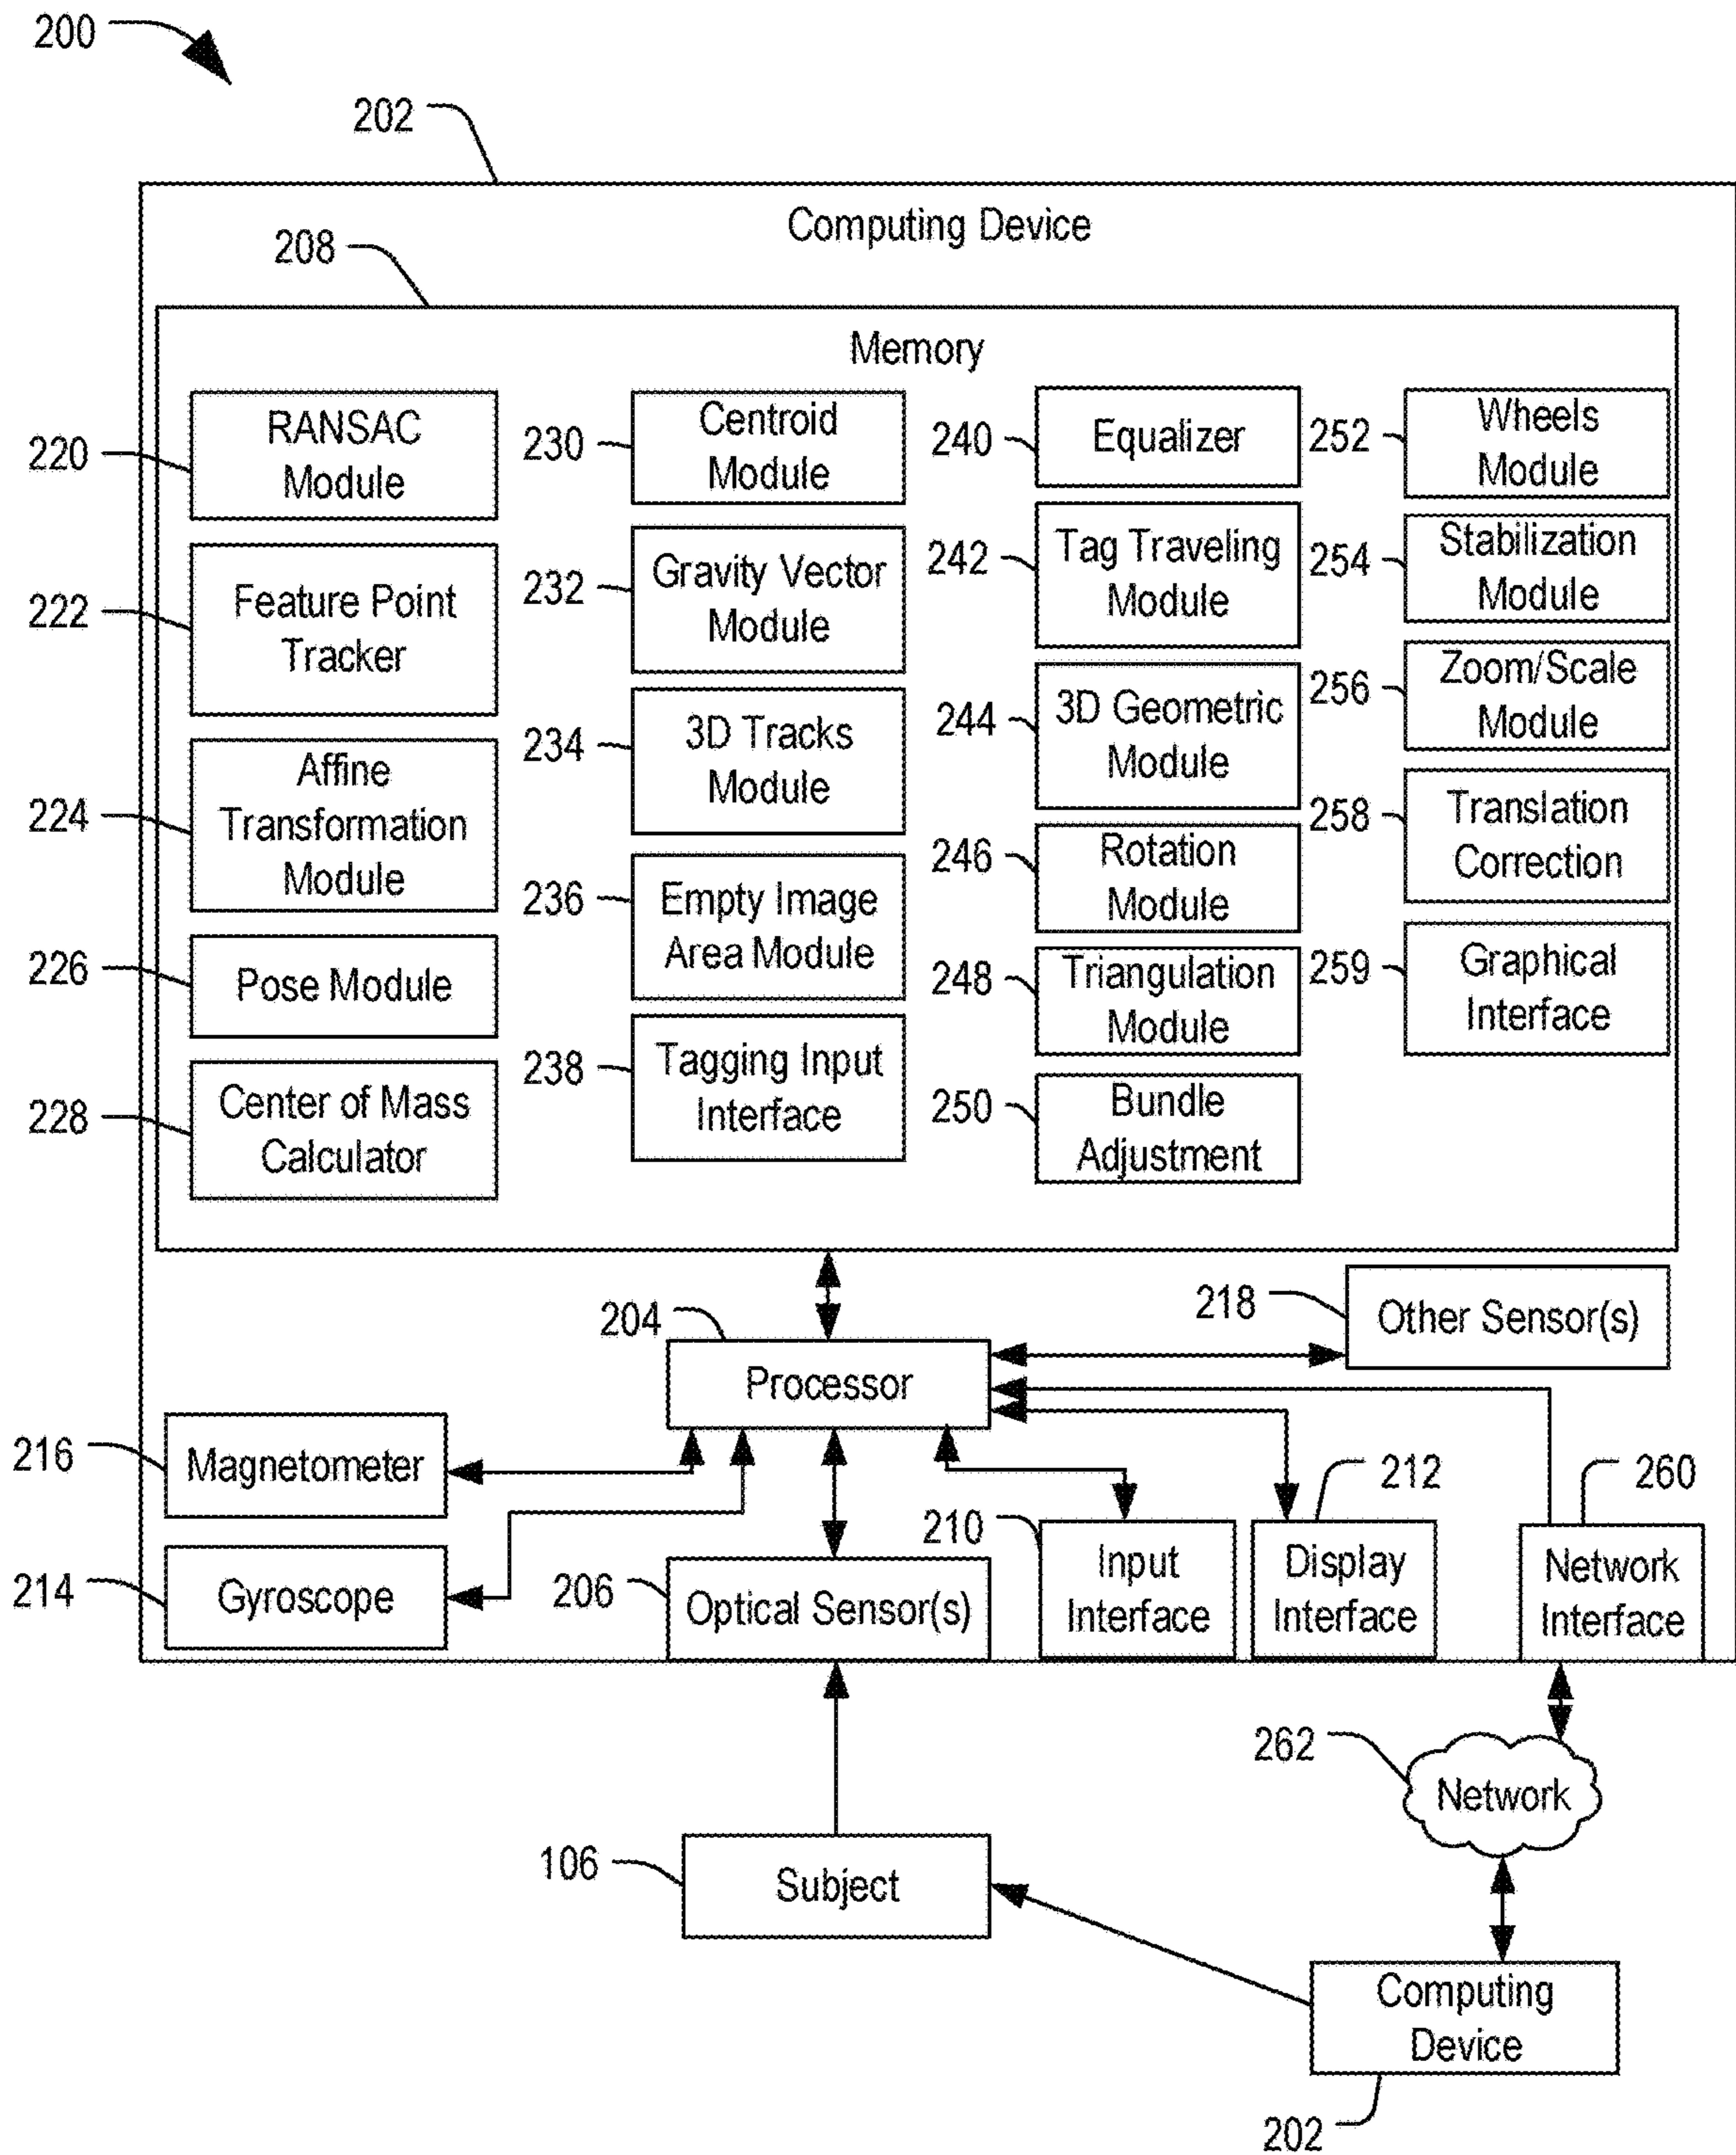 200
202
Computing Device
208
Memory
220
RANSAC
Module
222
Feature Point
Tracker
224
Affine
Transformation
Module
226
Pose Module
228
Center of Mass
Calculator
230
Centroid
Module
232
Gravity Vector
Module
234
3D Tracks
Module
236
Empty Image
Area Module
238
Tagging Input
Interface
240
Equalizer
242
Tag Traveling
Module
244
3D Geometric
Module
246
Rotation
Module
248
Triangulation
Module
250
Bundle
Adjustment
252
Wheels
Module
254
Stabilization
Module
256
Zoom/Scale
Module
258
Translation
Correction
259
Graphical
Interface
204
Processor
218
Other Sensor(s)
216
Magnetometer
214
Gyroscope
206
Optical Sensor(s)
210
Input
Interface
212
Display
Interface
260
Network
Interface
262
Network
106
Subject
Computing
Device
202